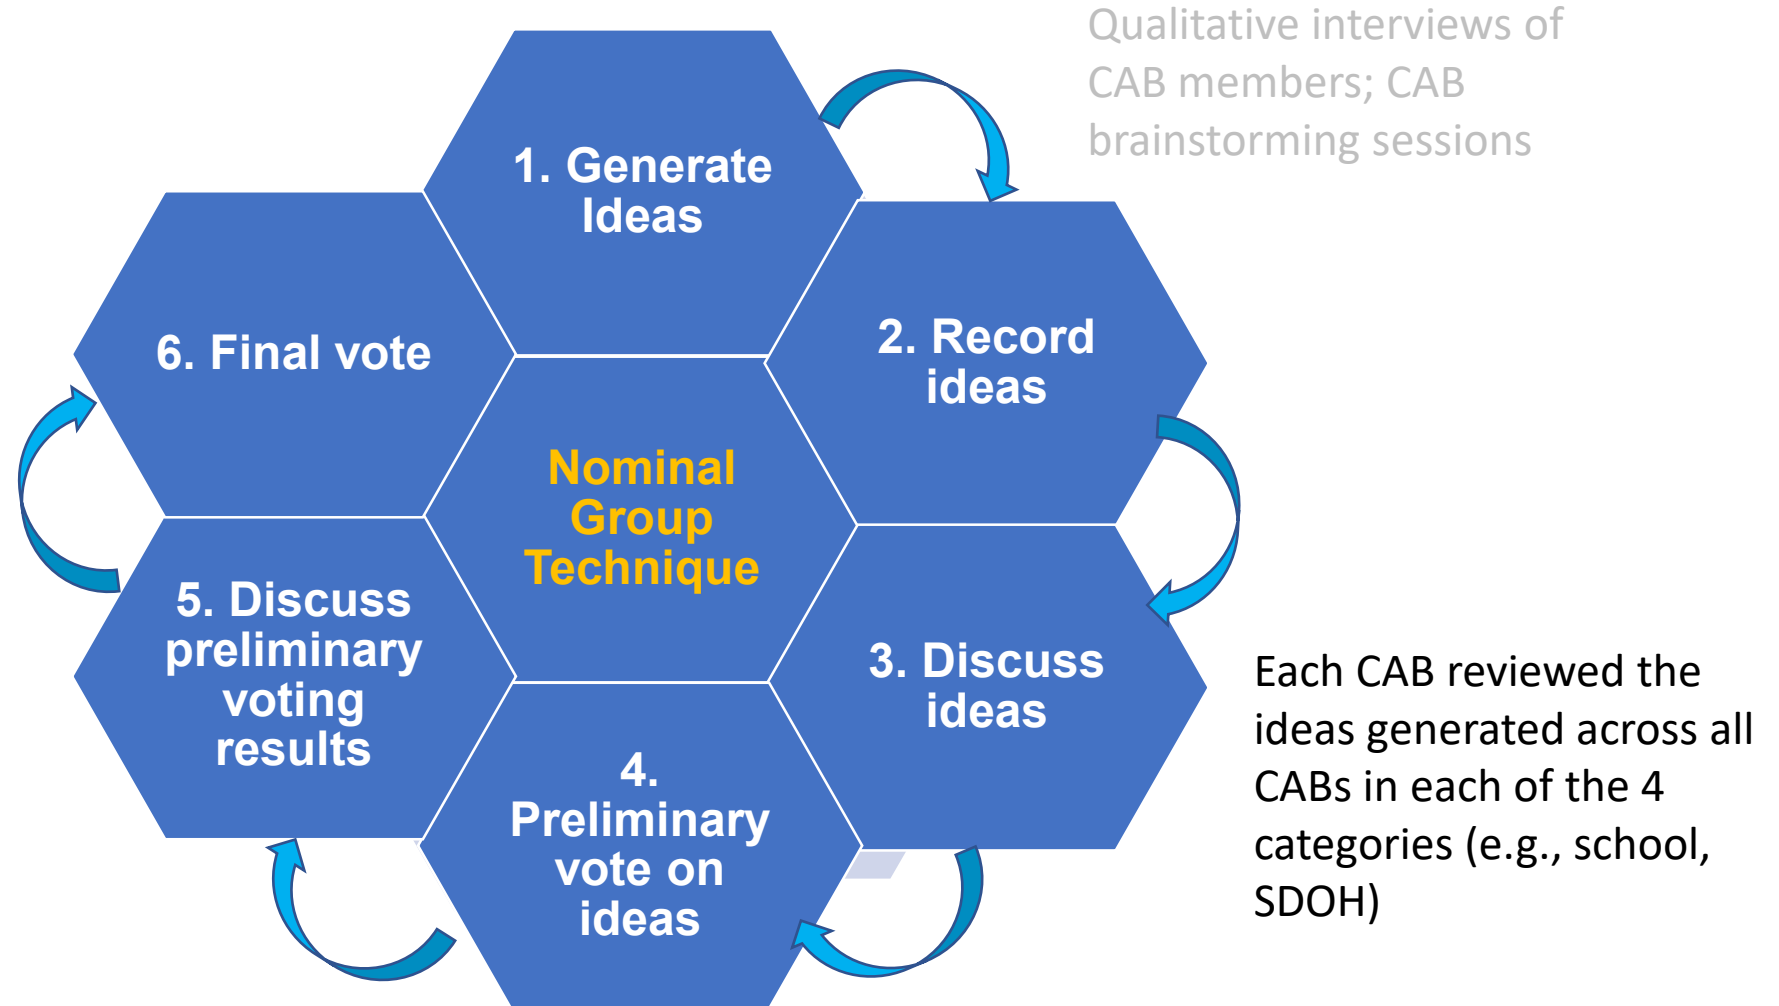 Qualitative interviews of
CAB members; CAB
brainstorming sessions
1. Generate
Ideas
2. Record
ideas
6. Final vote
Nominal
Group
Technique
5. Discuss
preliminary
voting
results
3. Discuss
ideas
Each CAB reviewed the
ideas generated across all
CABs in each of the 4
categories (e.g., school,
SDOH)
4.
Preliminary
vote on
ideas